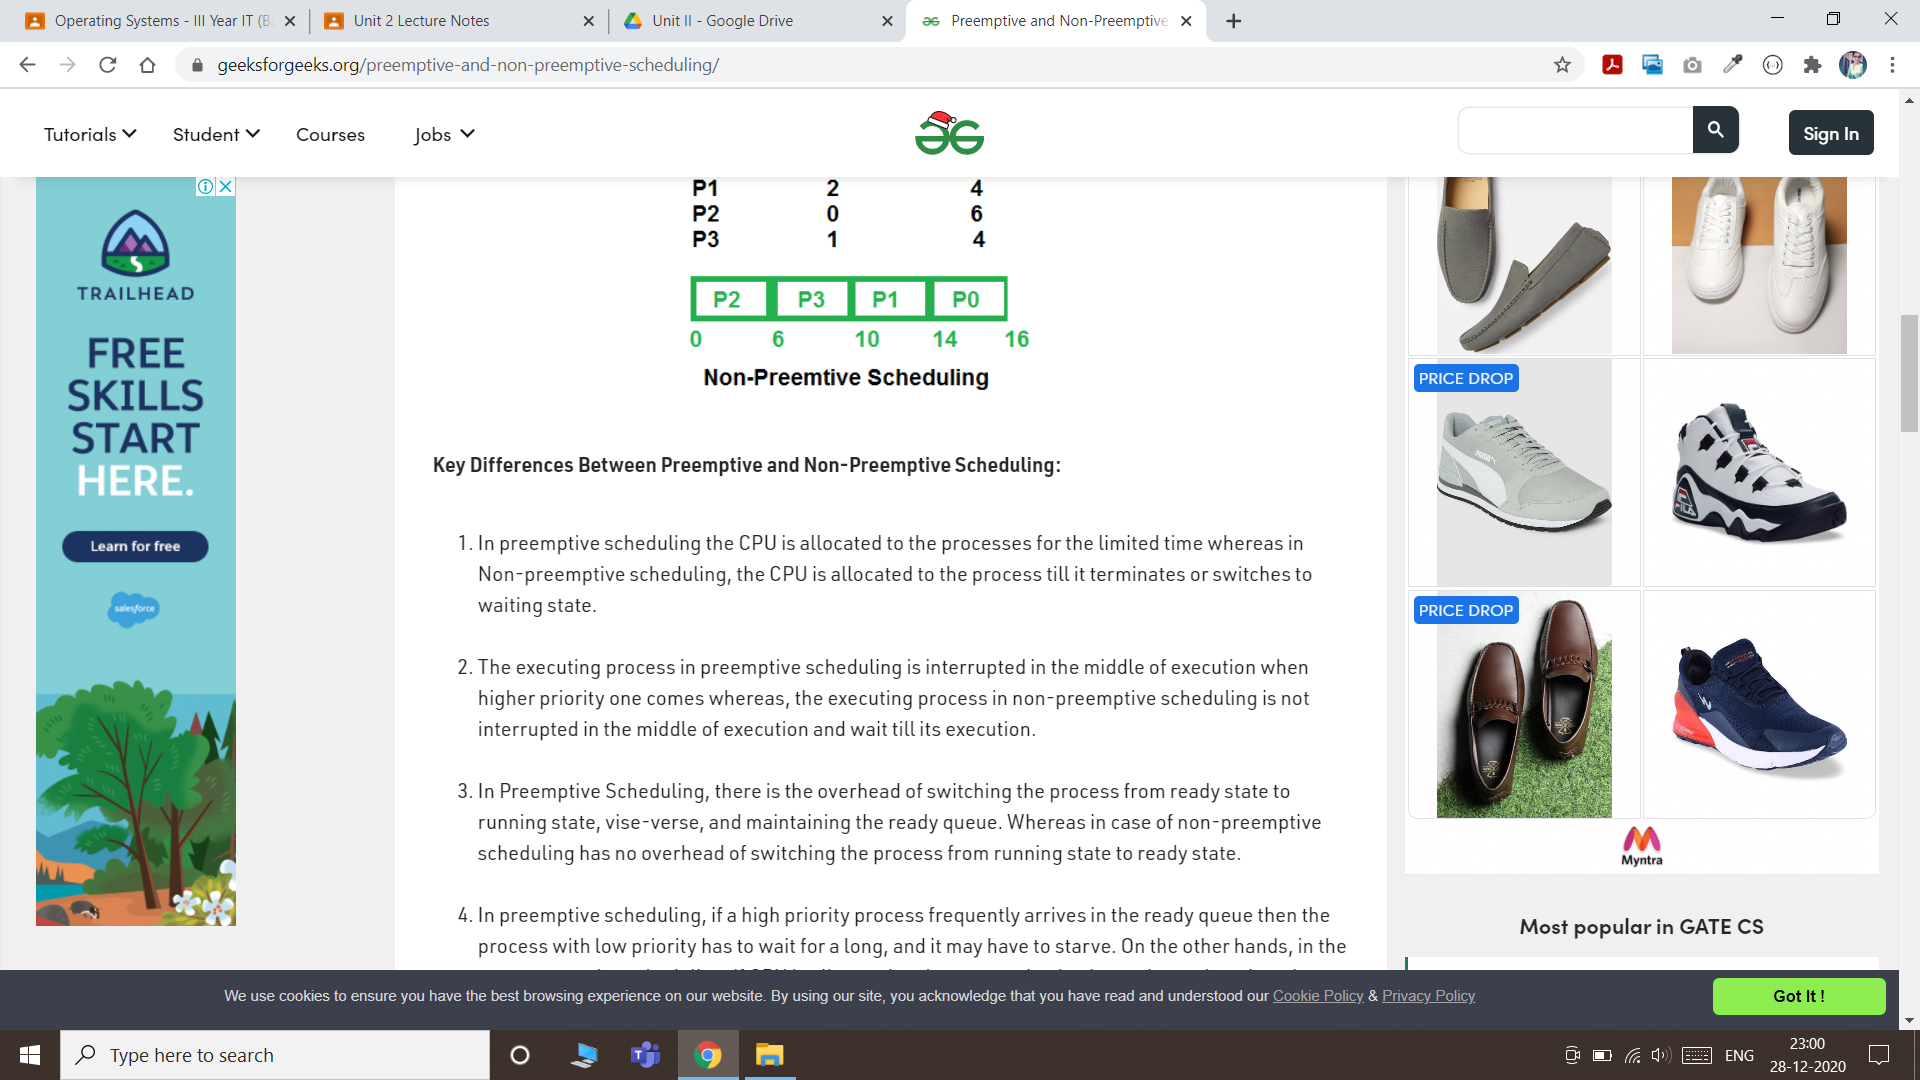 Operating Systems - III Year IT (B
Unit 2 Lecture Notes
Unit II - Google Drive
Preemptive and Non-Preemptive
geeksforgeeks.org/preemptive-and-non-preemptive-scheduling/
Tutorials
Student
Courses
Jobs
Sign In
P1 2 4
P2 0 6
P3 1 4
P2 P3 P1 P0
0 6 10 14 16
Non-Preemtive Scheduling
TRAILHEAD
FREE
SKILLS
START
HERE.
Learn for free
salesforce
Key Differences Between Preemptive and Non-Preemptive Scheduling:
1. In preemptive scheduling the CPU is allocated to the processes for the limited time whereas in
Non-preemptive scheduling, the CPU is allocated to the process till it terminates or switches to
waiting state.
2. The executing process in preemptive scheduling is interrupted in the middle of execution when
higher priority one comes whereas, the executing process in non-preemptive scheduling is not
interrupted in the middle of execution and wait till its execution.
3. In Preemptive Scheduling, there is the overhead of switching the process from ready state to
running state, vise-verse, and maintaining the ready queue. Whereas in case of non-preemptive
scheduling has no overhead of switching the process from running state to ready state.
4. In preemptive scheduling, if a high priority process frequently arrives in the ready queue then the
process with low priority has to wait for a long, and it may have to starve. On the other hands, in the
PRICE DROP
PUMA
FILA
PRICE DROP
Myntra
Most popular in GATE CS
We use cookies to ensure you have the best browsing experience on our website. By using our site, you acknowledge that you have read and understood our Cookie Policy & Privacy Policy
Got It !
Type here to search
ENG
23:00
28-12-2020